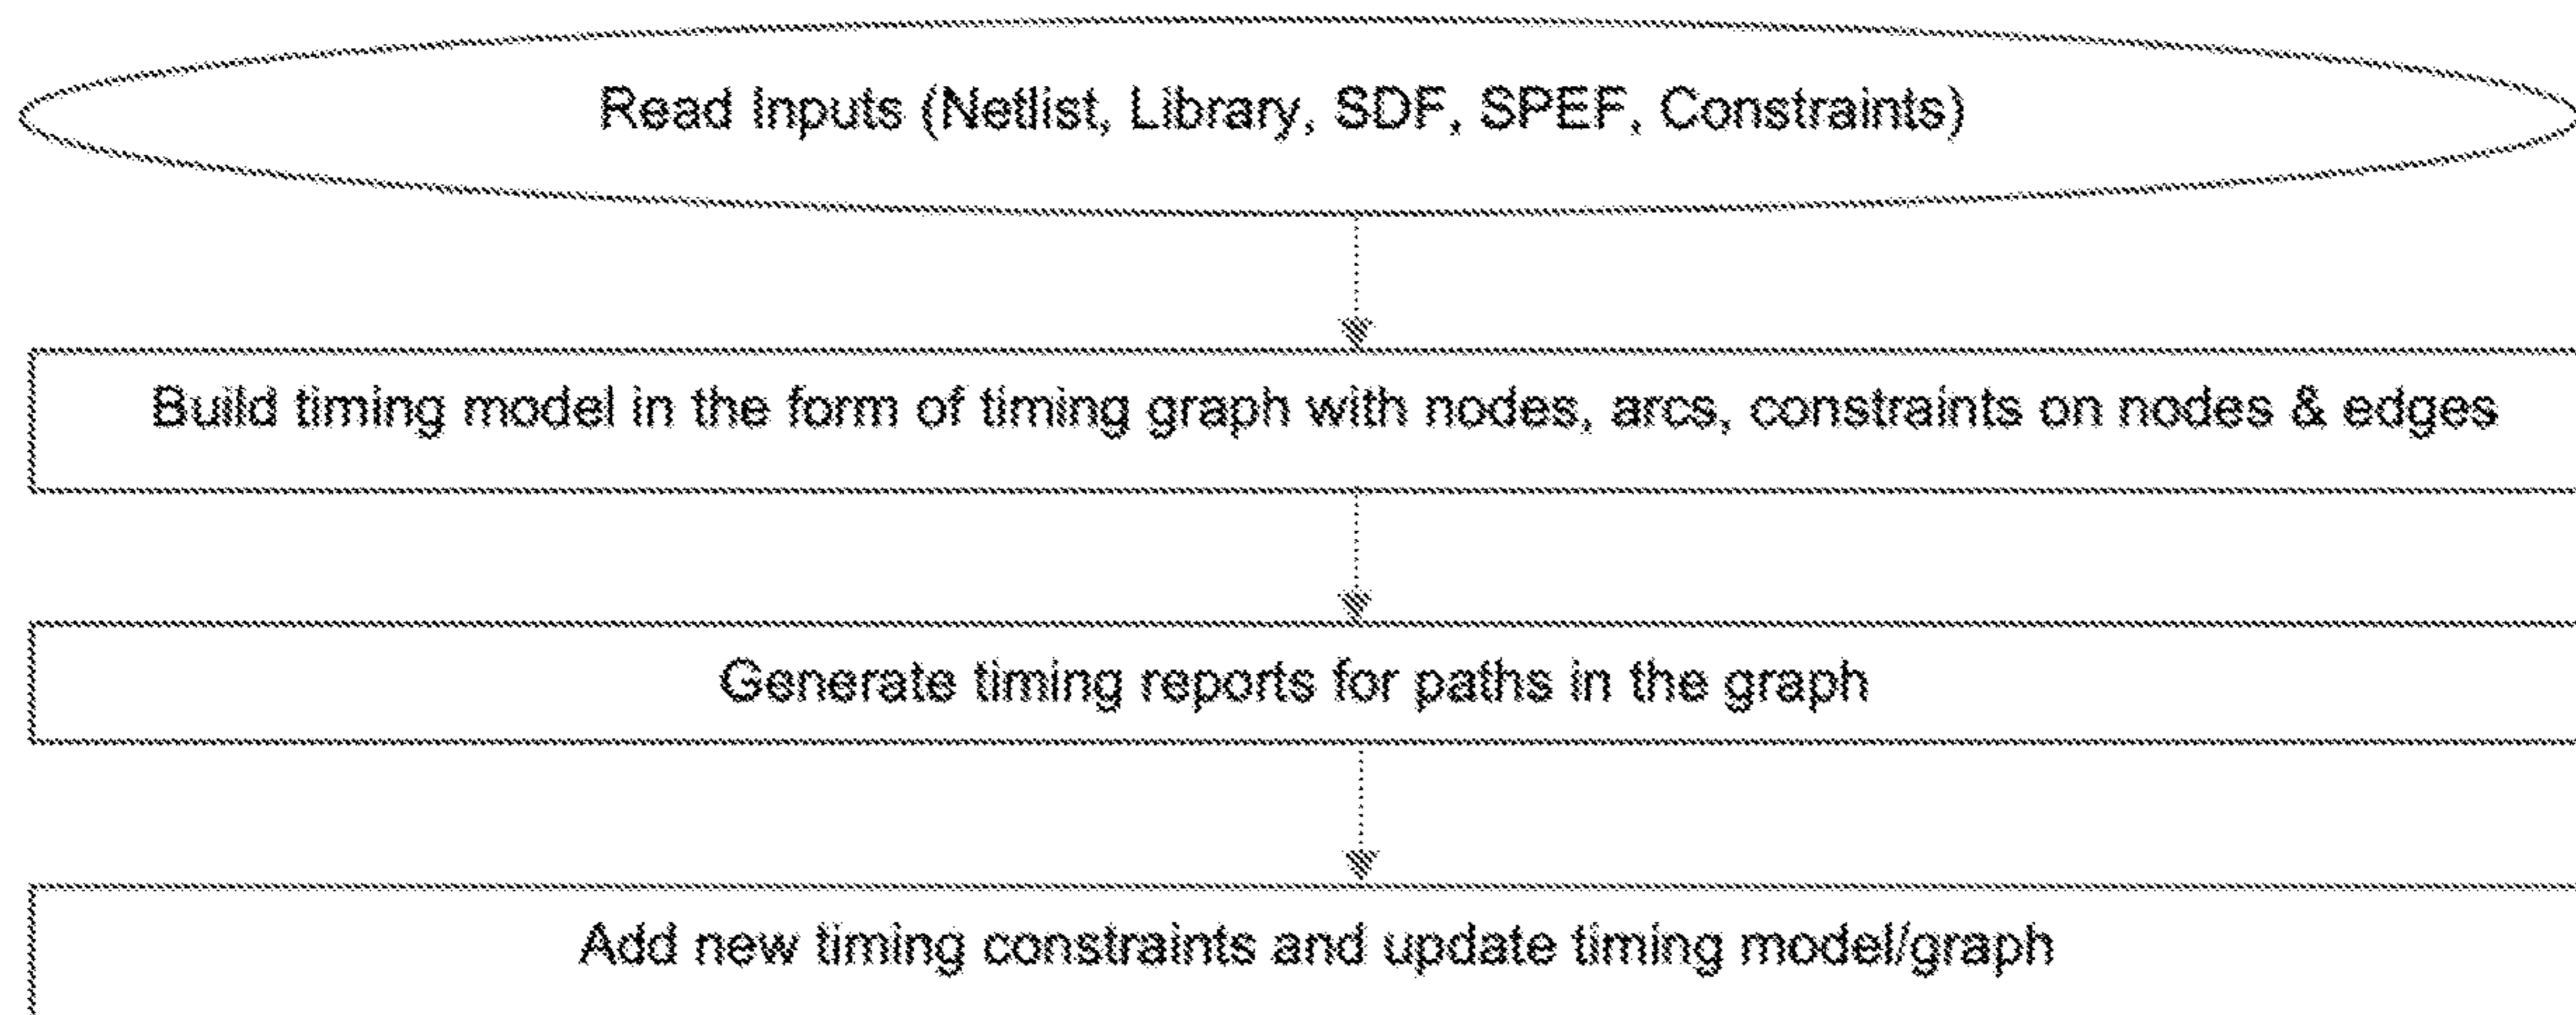 Read Inputs (Netlist, Library, SDF, SPEF, Constraints)
Build timing model in the form of timing graph with nodes, arcs, constraints on nodes & edges
Generate timing reports for paths in the graph
Add new timing constraints and update timing model/graph